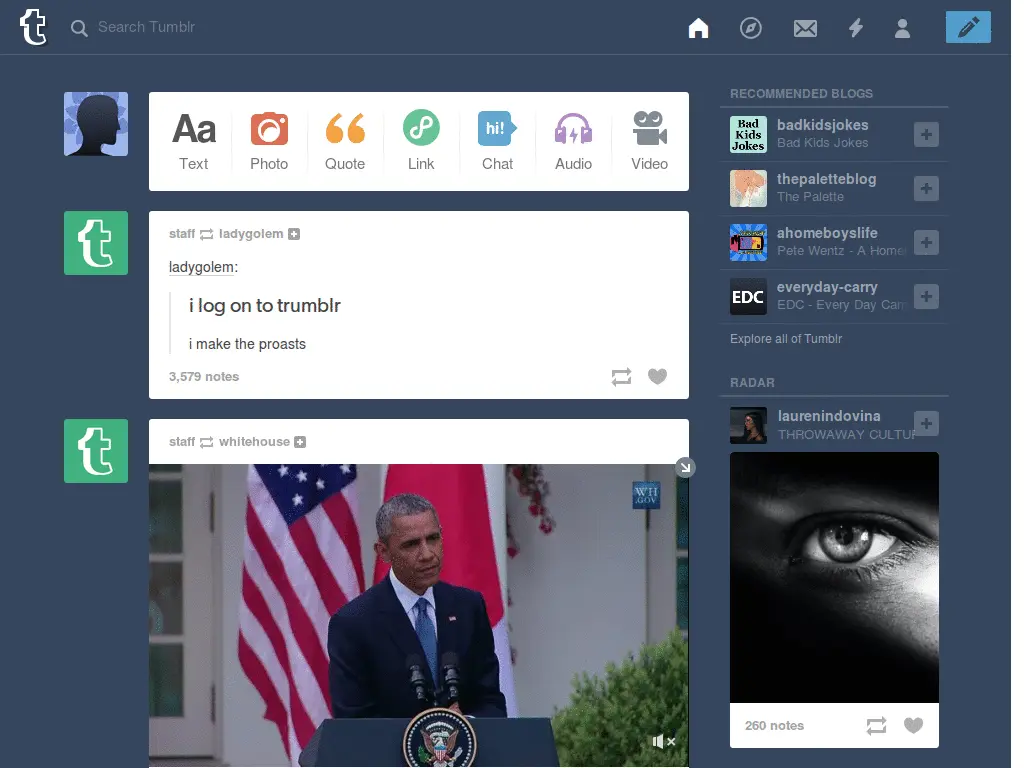 t
Search Tumblr
Aa
hi!
Text
Photo
Quote
Link
Chat
Audio
Video
t
staff ladygolem
ladygolem:
i log on to trumblr
i make the proasts
3,579 notes
t
staff whitehouse
WH
.GOV
RECOMMENDED BLOGS
Bad
Kids
Jokes
badkidsjokes
Bad Kids Jokes
thepaletteblog
The Palette
ahomeboyslife
Pete Wentz - A Home
EDC
everyday-carry
EDC - Every Day Car
Explore all of Tumblr
RADAR
laurenindovina
THROWAWAY CULTUR
260 notes